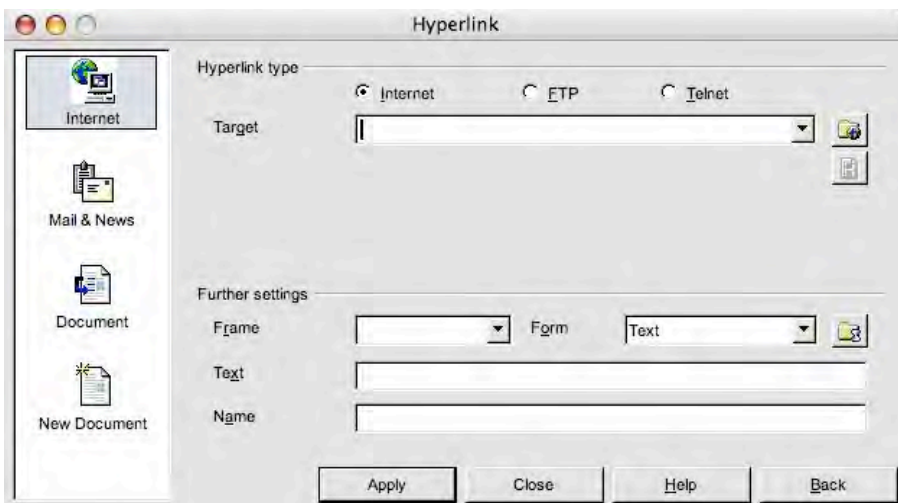 Hyperlink
Internet
Mail & News
Document
New Document
Hyperlink type
Internet FTP Telnet
Target
Further settings
Frame Form Text
Text
Name
Apply Close Help Back